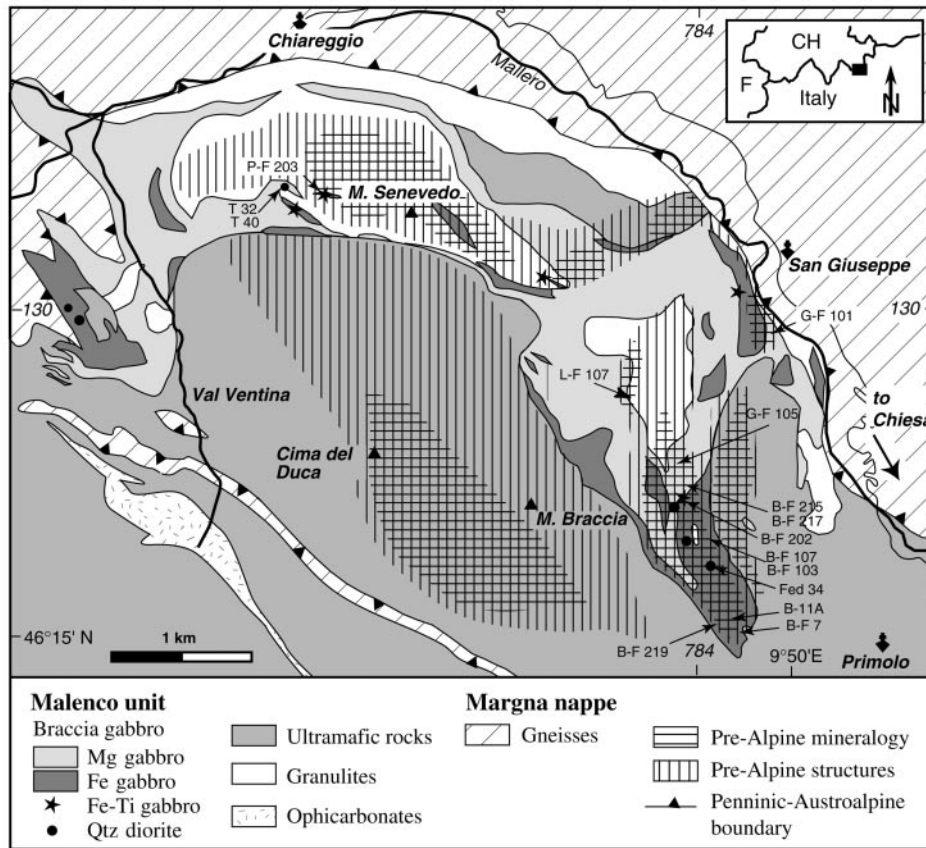 784
Chiareggio
Mallero
CH
F
Italy
N
P-F 203
M. Senevedo
T 32
T 40
San Giuseppe
130
130
G-F 101
L-F 107
Val Ventina
to
Chiesa
G-F 105
Cima del
Duca
B-F 215
B-F 217
M. Braccia
B-F 202
B-F 107
B-F 103
Fed 34
B-11A
46°15' N
1 km
B-F 7
B-F 219
784
9°50'E
Primolo
Malenco unit
Braccia gabbro
Mg gabbro
Fe gabbro
Fe-Ti gabbro
Qtz diorite
Ultramafic rocks
Granulites
Ophicarbonates
Margna nappe
Gneisses
Pre-Alpine mineralogy
Pre-Alpine structures
Penninic-Austroalpine
boundary